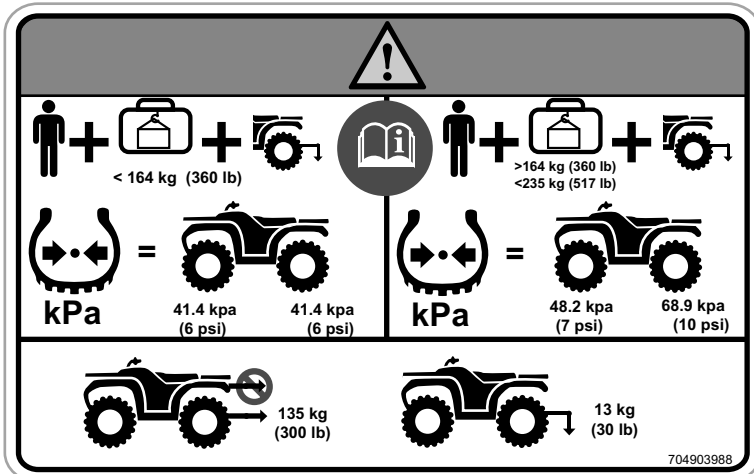 < 164 kg (360 lb)
kPa
=
41.4 kpa
(6 psi)
41.4 kpa
(6 psi)
>164 kg (360 lb)
<235 kg (517 lb)
kPa
=
48.2 kpa
(7 psi)
68.9 kpa
(10 psi)
135 kg
(300 lb)
13 kg
(30 lb)
704903988